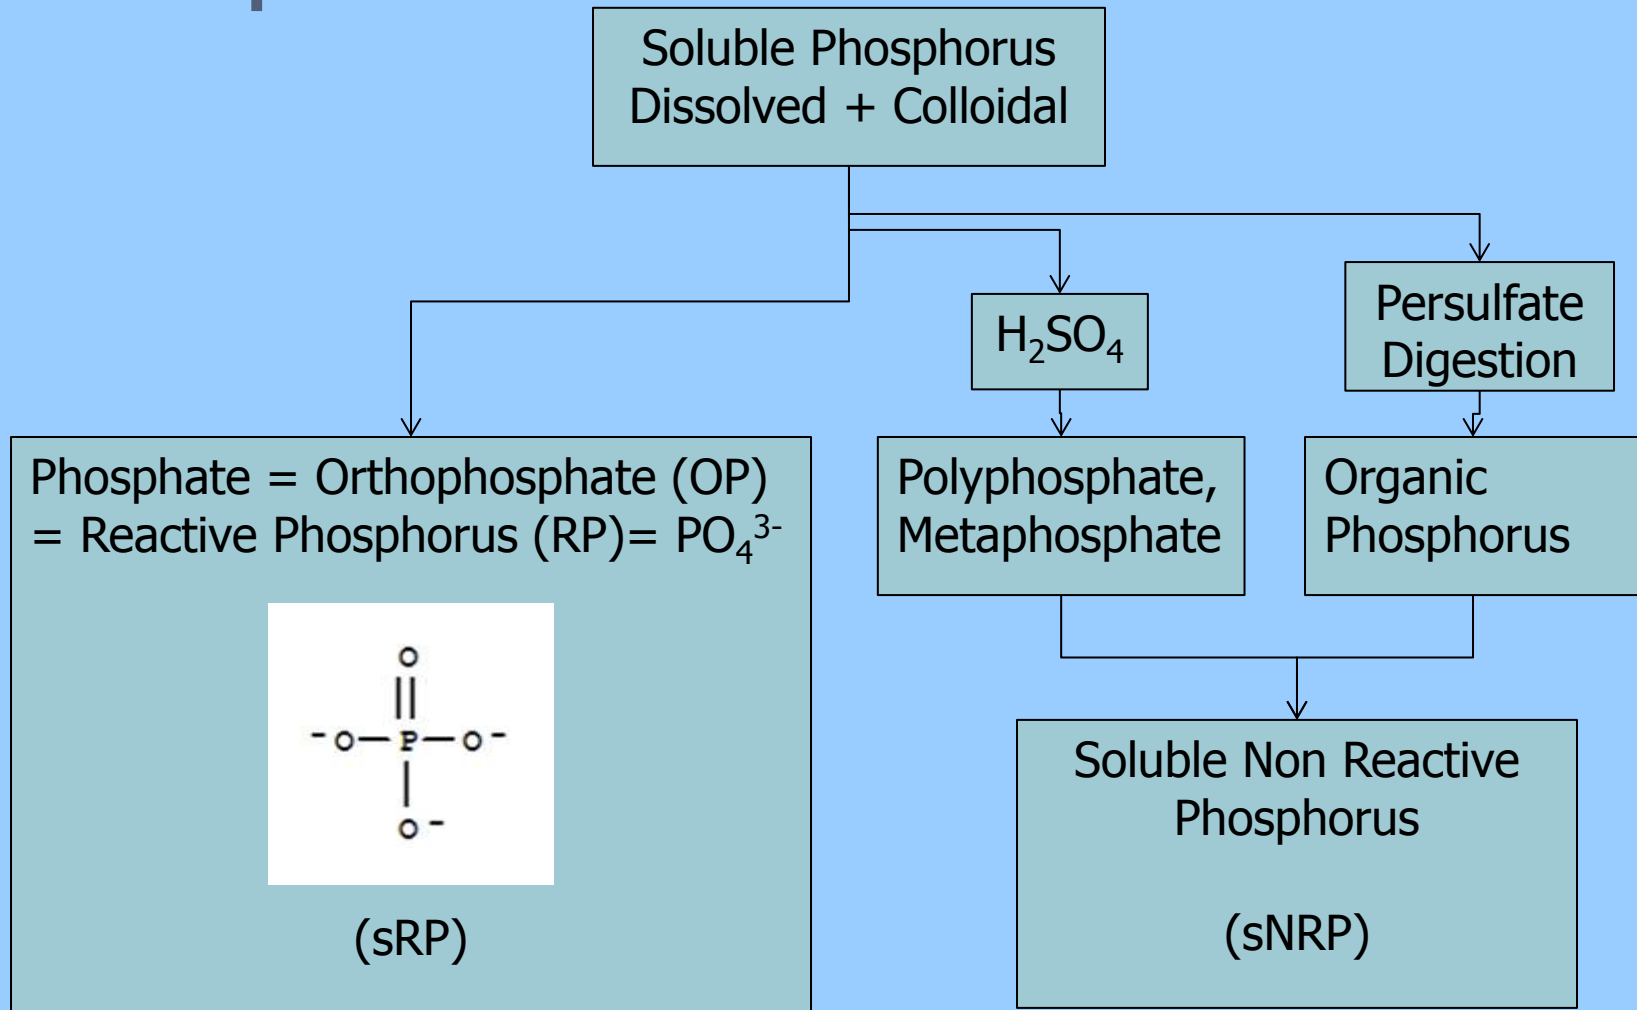 Soluble Phosphorus
Dissolved + Colloidal
H₂SO₄
Persulfate
Digestion
Phosphate = Orthophosphate (OP)
= Reactive Phosphorus (RP)= PO₄³⁻
Polyphosphate,
Metaphosphate
Organic
Phosphorus
O
⁻O—P—O⁻
O⁻
(sRP)
Soluble Non Reactive
Phosphorus
(sNRP)